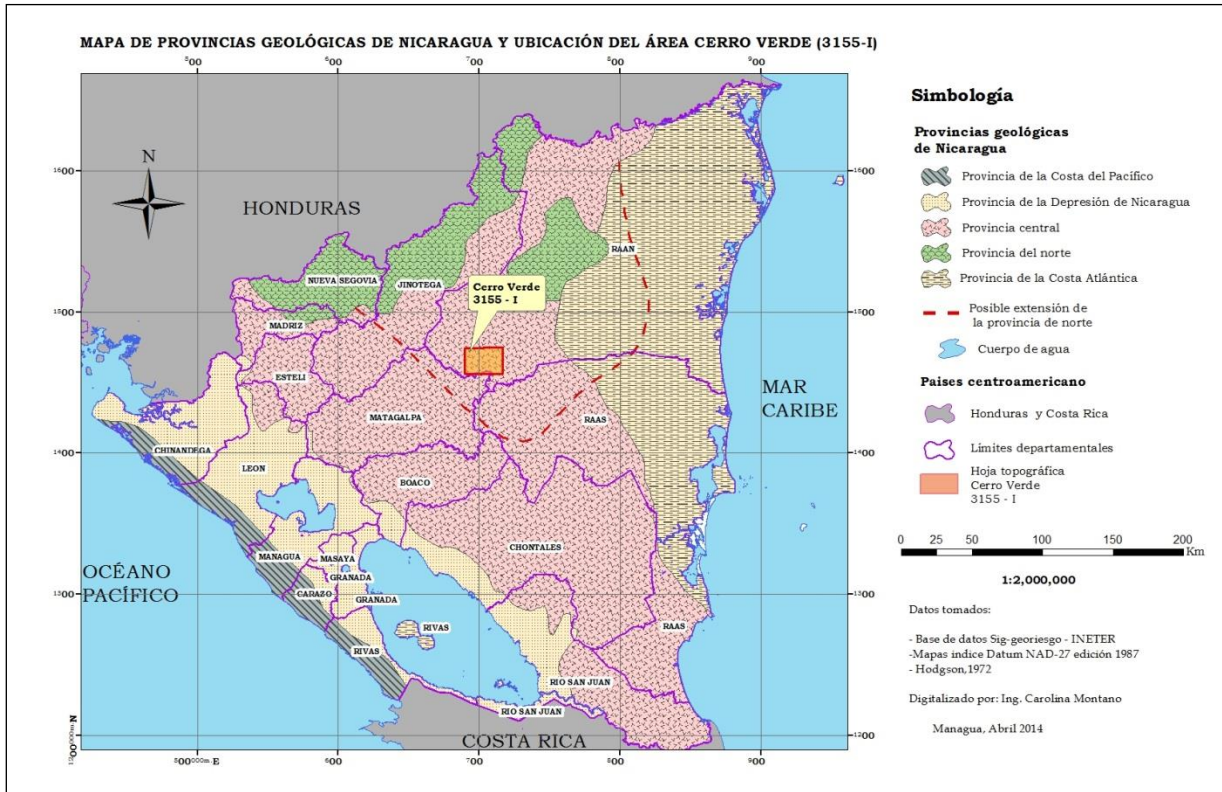 MAPA DE PROVINCIAS GEOLÓGICAS DE NICARAGUA Y UBICACIÓN DEL ÁREA CERRO VERDE (3155-I)
600 700 900
N
1600
1600
HONDURAS
RAAN
NUEVA SEGOVIA
JINOTEGA
Cerro Verde
3155 - I
1500
1500
MADRIZ
ESTELI
MAR
CARIBE
MATAGALPA
RAAS
1400
1400
CHINANDEGA
LEON
BOACO
CHONTALES
MANAGUA
MASAYA
OCÉANO
PACÍFICO
GRANADA
CARAZO
GRANADA
1300
1300
RIVAS
RAAS
RIVAS
RIO SAN JUAN
RIO SAN JUAN
COSTA RICA
1200
600 700 800 900
Simbología
Provincias geológicas
de Nicaragua
Provincia de la Costa del Pacífico
Provincia de la Depresión de Nicaragua
Provincia central
Provincia del norte
Provincia de la Costa Atlántica
Posible extensión de
la provincia de norte
Cuerpo de agua
Paises centroamericano
Honduras y Costa Rica
Límites departamentales
Hoja topográfica
Cerro Verde
3155 - I
0 25 50 100 150 200
Km
1:2,000,000
Datos tomados:
- Base de datos Sig-georiesgo - INETER
-Mapas indice Datum NAD-27 edición 1987
- Hodgson,1972
Digitalizado por: Ing. Carolina Montano
Managua, Abril 2014